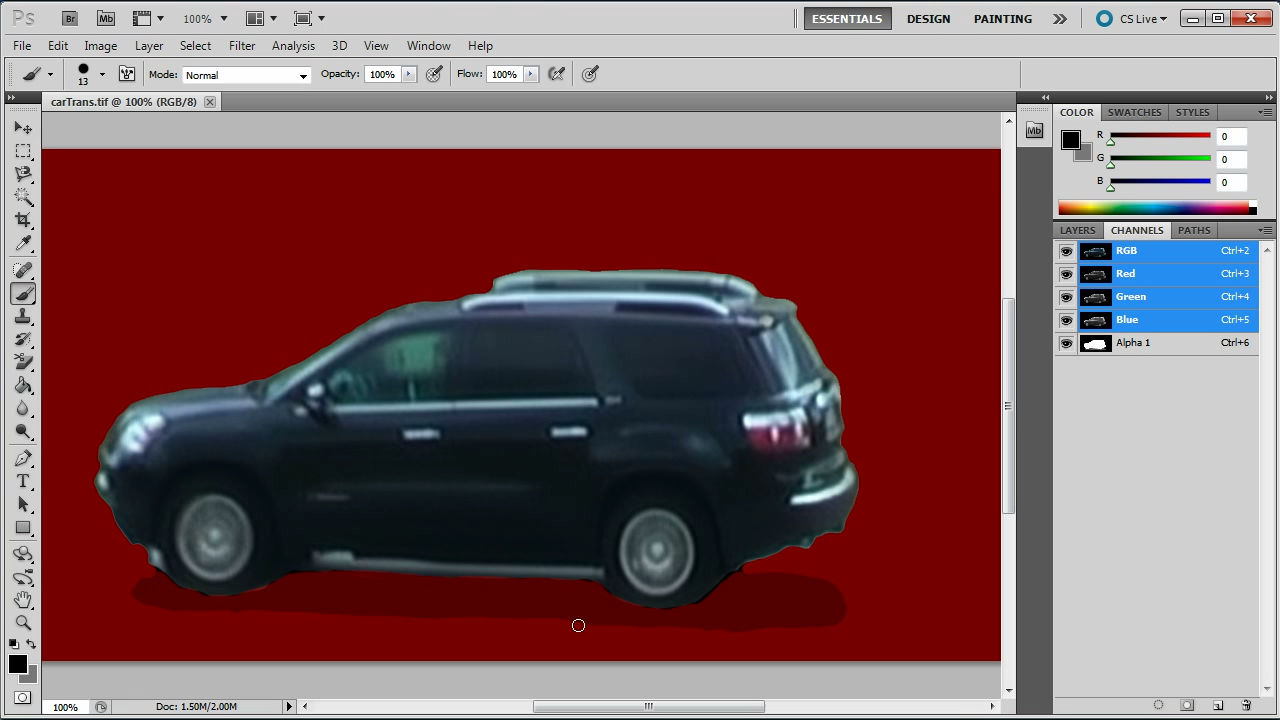 Ps Br Mb 100% ESSENTIALS DESIGN PAINTING CS Live
File Edit Image Layer Select Filter Analysis 3D View Window Help
13 Mode: Normal Opacity: 100% Flow: 100%
carTrans.tif @ 100% (RGB/8)
Mb
COLOR SWATCHES STYLES
R 0
G 0
B 0
LAYERS CHANNELS PATHS
RGB Ctrl+2
Red Ctrl+3
Green Ctrl+4
Blue Ctrl+5
Alpha 1 Ctrl+6
T
100% Doc: 1.50M/2.00M